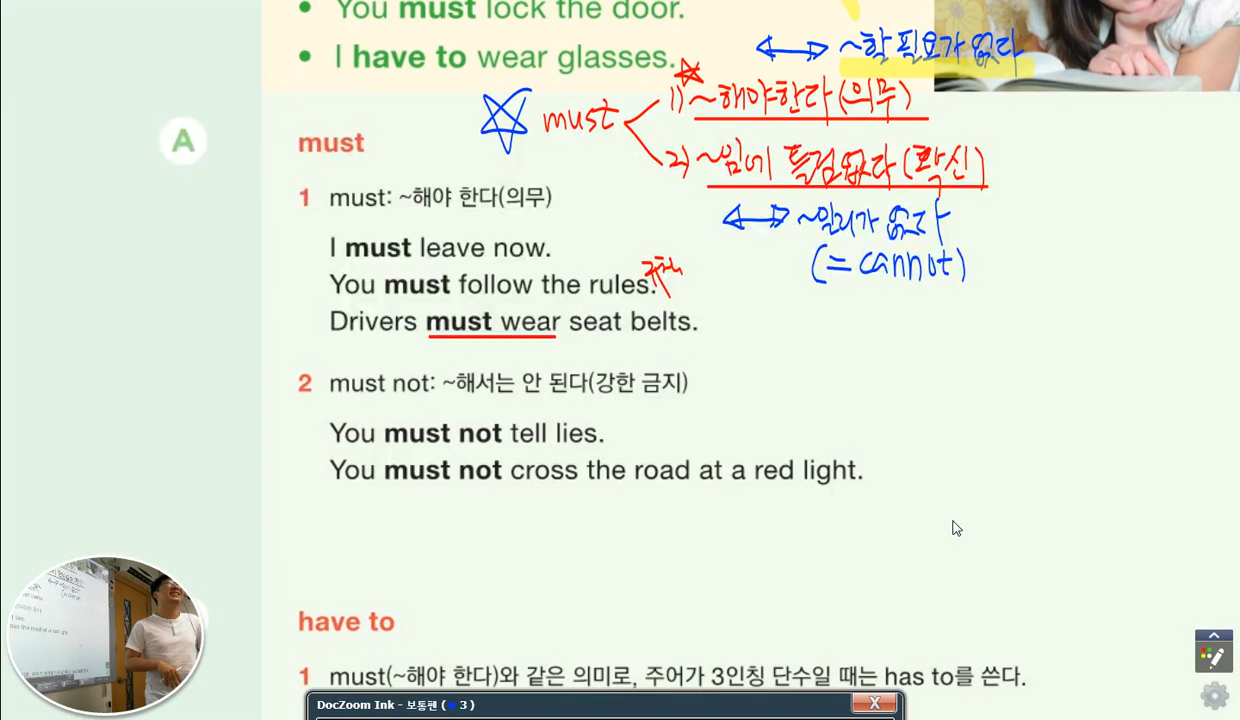 • You must lock the door.
• I have to wear glasses.
↔ ~할 필요가 없다
☆ must
1) ☆ ~해야한다 (의무)
2) ~임에 틀림없다 (확신)
↔ ~일리가 없다
(= cannot)
A
must
1 must: ~해야 한다(의무)
I must leave now.
You must follow the rules. 규칙
Drivers must wear seat belts.
2 must not: ~해서는 안 된다(강한 금지)
You must not tell lies.
You must not cross the road at a red light.
have to
1 must(~해야 한다)와 같은 의미로, 주어가 3인칭 단수일 때는 has to를 쓴다.
DocZoom Ink - 보통펜 ( 3 )
X